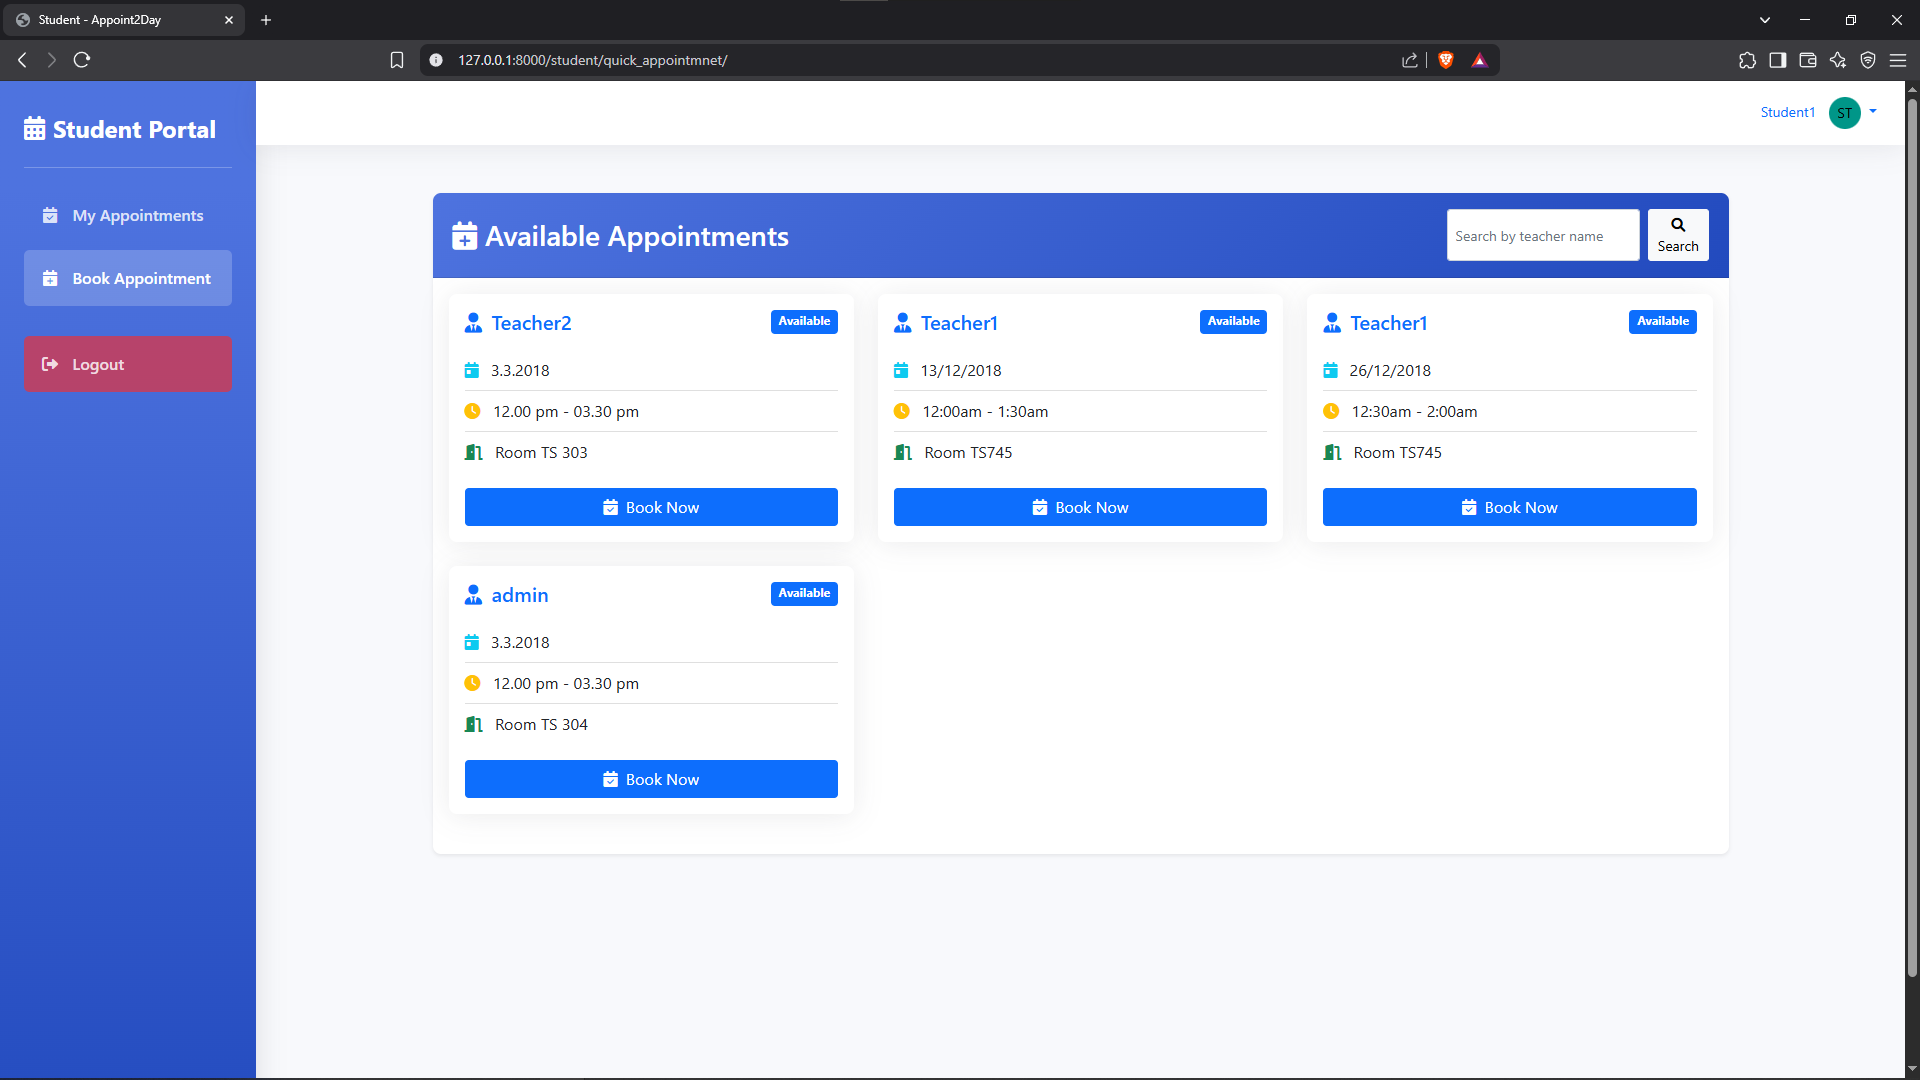 Student - Appoint2Day
127.0.0.1:8000/student/quick_appointmnet/
Student Portal
My Appointments
Book Appointment
Logout
Student1
ST
Available Appointments
Search by teacher name
Search
Teacher2
Available
3.3.2018
12.00 pm - 03.30 pm
Room TS 303
Book Now
Teacher1
Available
13/12/2018
12:00am - 1:30am
Room TS745
Book Now
Teacher1
Available
26/12/2018
12:30am - 2:00am
Room TS745
Book Now
admin
Available
3.3.2018
12.00 pm - 03.30 pm
Room TS 304
Book Now